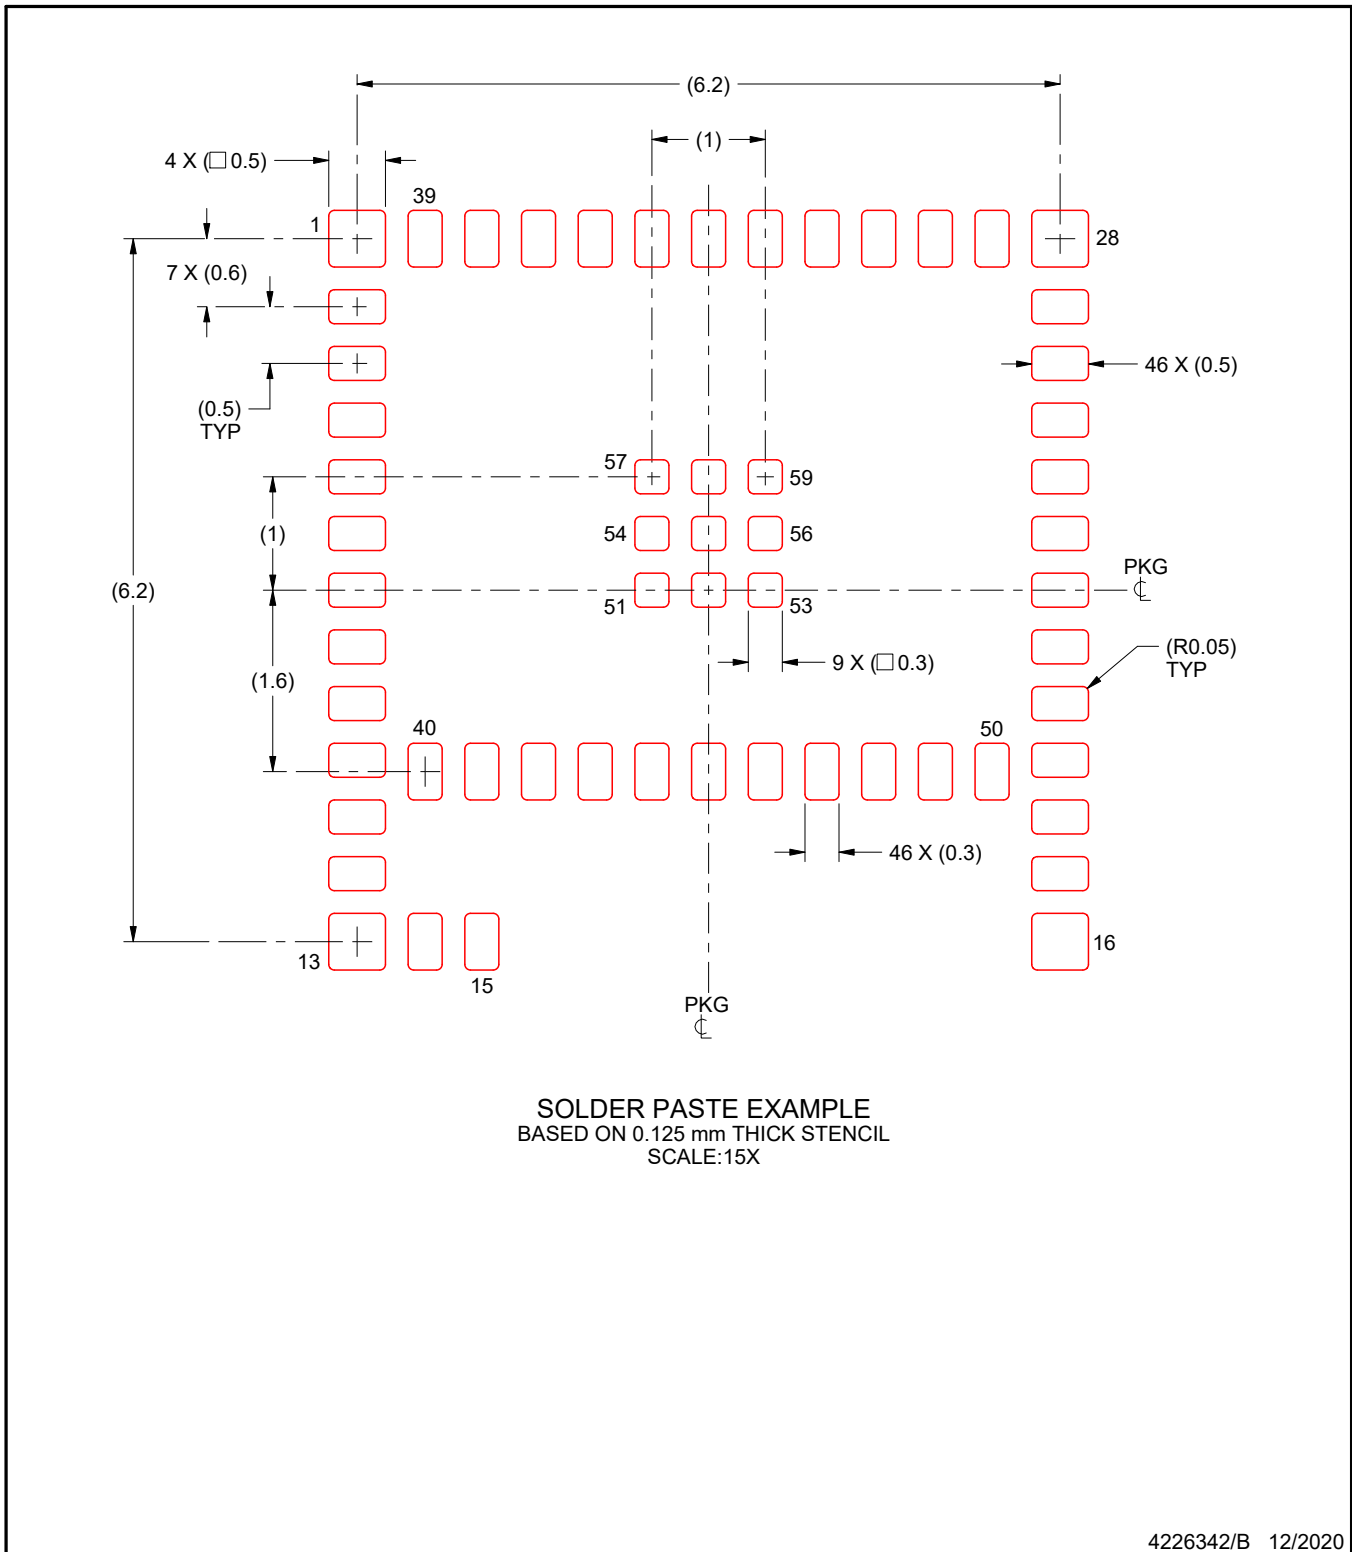 (6.2)
(1)
4 X (□ 0.5)
39
1
28
7 X (0.6)
46 X (0.5)
(0.5)
TYP
57
59
(1)
54
56
(6.2)
PKG
℄
51
53
(R0.05)
TYP
9 X (□ 0.3)
(1.6)
40
50
46 X (0.3)
13
16
15
PKG
℄
SOLDER PASTE EXAMPLE
BASED ON 0.125 mm THICK STENCIL
SCALE:15X
4226342/B 12/2020